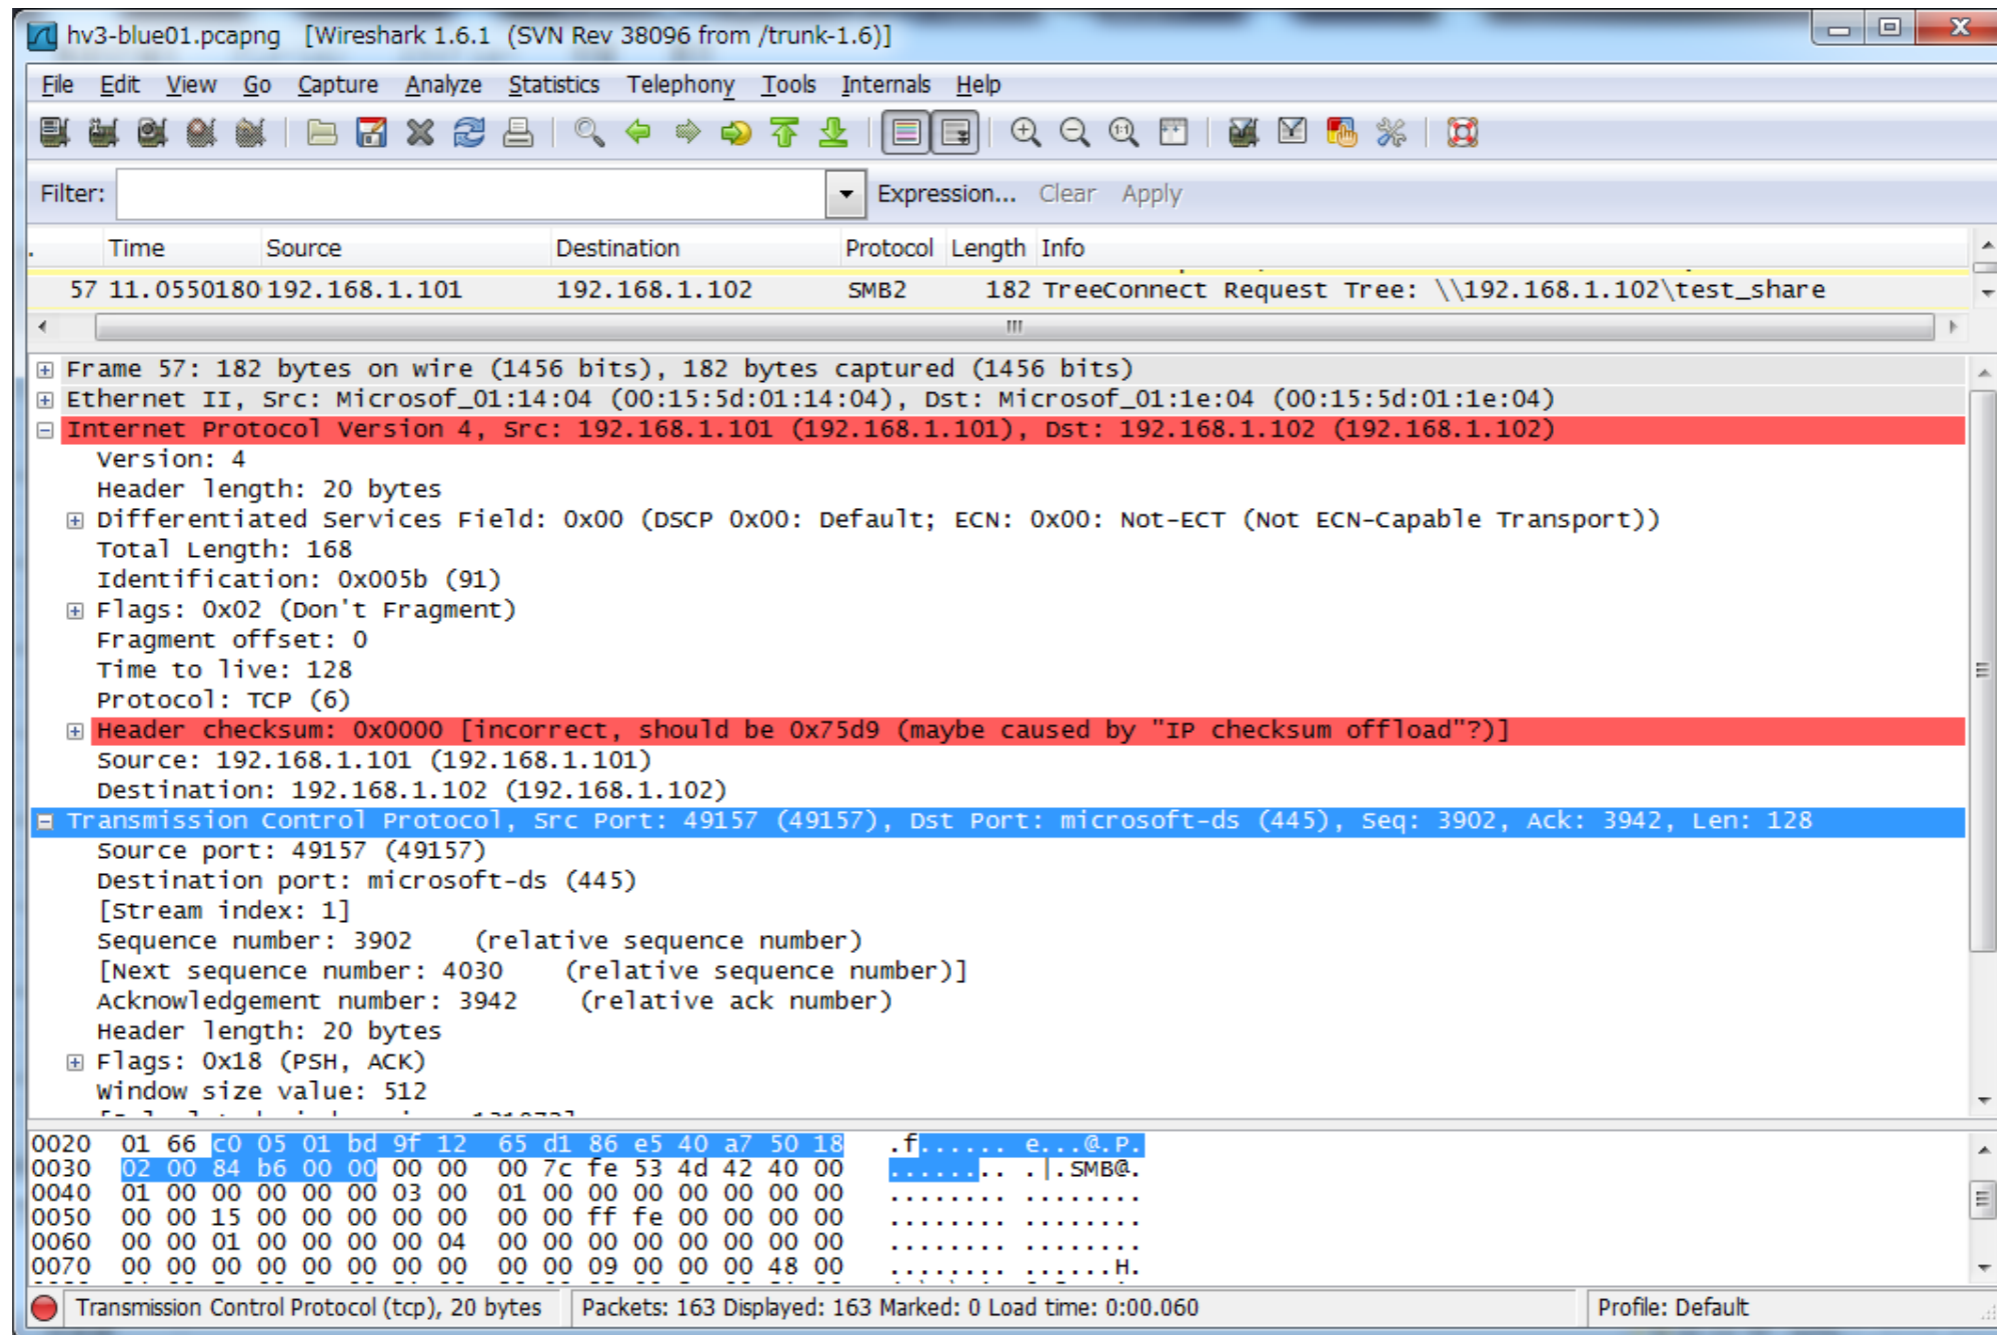 hv3-blue01.pcapng [Wireshark 1.6.1 (SVN Rev 38096 from /trunk-1.6)]
File Edit View Go Capture Analyze Statistics Telephony Tools Internals Help
Filter: Expression... Clear Apply
. Time Source Destination Protocol Length Info
57 11.0550180 192.168.1.101 192.168.1.102 SMB2 182 TreeConnect Request Tree: \\192.168.1.102\test_share
Frame 57: 182 bytes on wire (1456 bits), 182 bytes captured (1456 bits)
Ethernet II, Src: Microsof_01:14:04 (00:15:5d:01:14:04), Dst: Microsof_01:1e:04 (00:15:5d:01:1e:04)
Internet Protocol Version 4, Src: 192.168.1.101 (192.168.1.101), Dst: 192.168.1.102 (192.168.1.102)
Version: 4
Header length: 20 bytes
Differentiated Services Field: 0x00 (DSCP 0x00: Default; ECN: 0x00: Not-ECT (Not ECN-Capable Transport))
Total Length: 168
Identification: 0x005b (91)
Flags: 0x02 (Don't Fragment)
Fragment offset: 0
Time to live: 128
Protocol: TCP (6)
Header checksum: 0x0000 [incorrect, should be 0x75d9 (maybe caused by "IP checksum offload"?)]
Source: 192.168.1.101 (192.168.1.101)
Destination: 192.168.1.102 (192.168.1.102)
Transmission Control Protocol, Src Port: 49157 (49157), Dst Port: microsoft-ds (445), Seq: 3902, Ack: 3942, Len: 128
Source port: 49157 (49157)
Destination port: microsoft-ds (445)
[Stream index: 1]
Sequence number: 3902 (relative sequence number)
[Next sequence number: 4030 (relative sequence number)]
Acknowledgement number: 3942 (relative ack number)
Header length: 20 bytes
Flags: 0x18 (PSH, ACK)
Window size value: 512
0020 01 66 c0 05 01 bd 9f 12 65 d1 86 e5 40 a7 50 18 .f...... e...@.P.
0030 02 00 84 b6 00 00 00 00 00 7c fe 53 4d 42 40 00 ........ .|.SMB@.
0040 01 00 00 00 00 00 03 00 01 00 00 00 00 00 00 00 ........ ........
0050 00 00 15 00 00 00 00 00 00 00 ff fe 00 00 00 00 ........ ........
0060 00 00 01 00 00 00 00 04 00 00 00 00 00 00 00 00 ........ ........
0070 00 00 00 00 00 00 00 00 00 00 09 00 00 00 48 00 ........ ......H.
Transmission Control Protocol (tcp), 20 bytes Packets: 163 Displayed: 163 Marked: 0 Load time: 0:00.060 Profile: Default